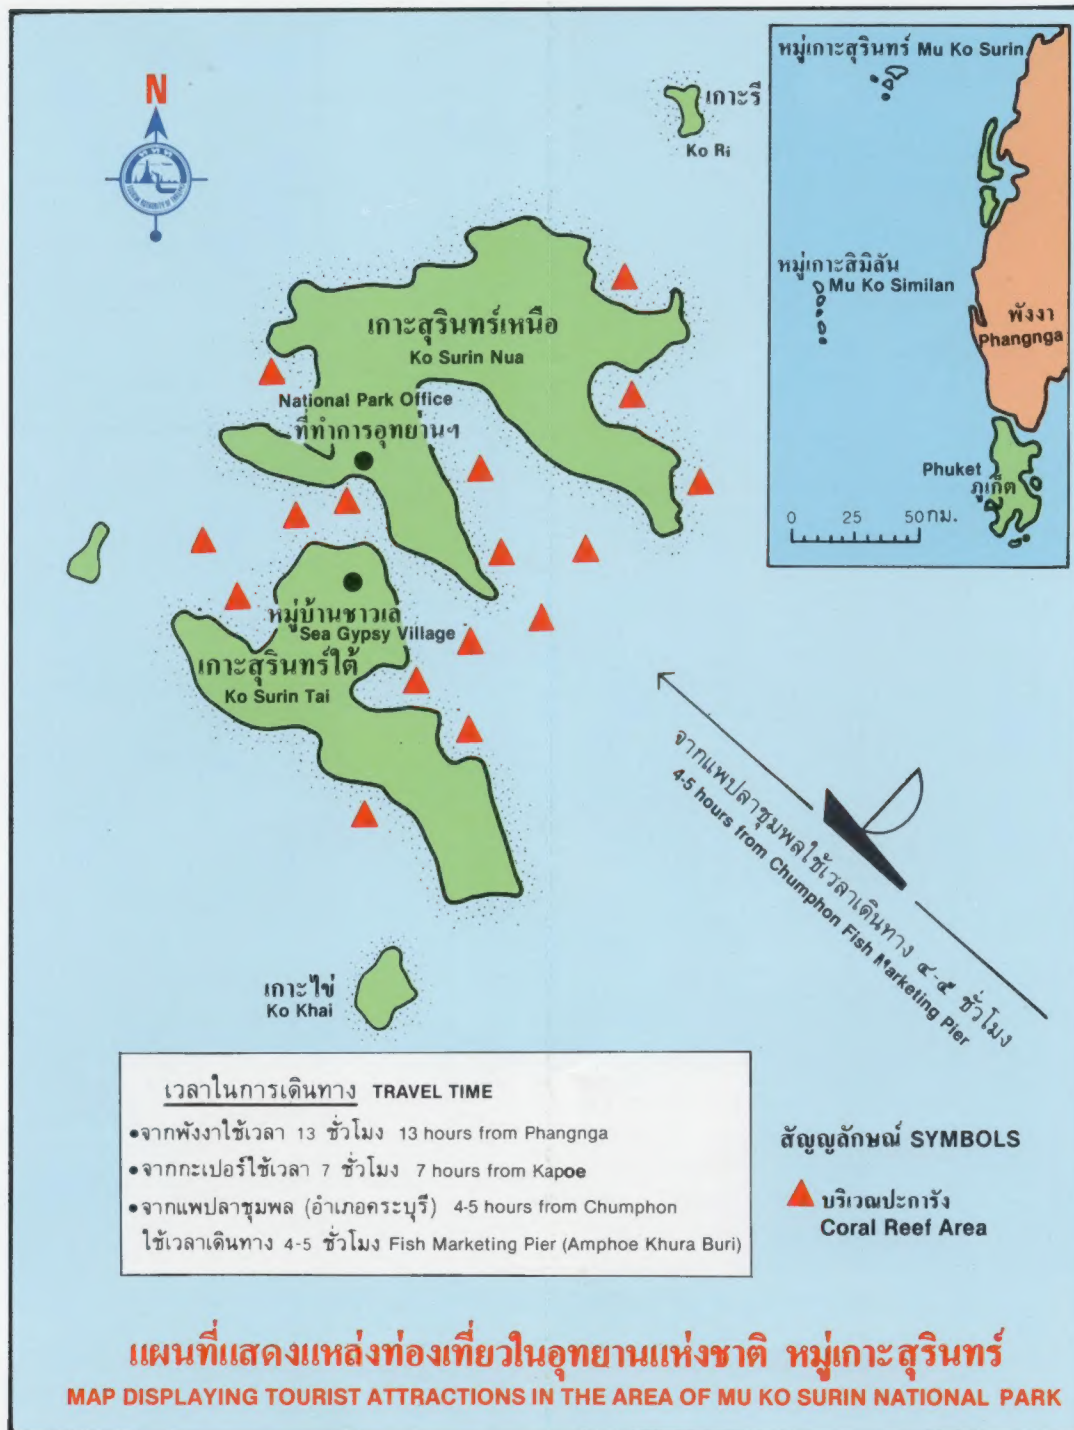 N
เกาะรี
Ko Ri
หมู่เกาะสุรินทร์ Mu Ko Surin
หมู่เกาะสิมิลัน
Mu Ko Similan
พังงา
Phangnga
Phuket
ภูเก็ต
0 25 50 กม.
เกาะสุรินทร์เหนือ
Ko Surin Nua
National Park Office
ที่ทำการอุทย่านฯ
หมู่บ้านชาวเล
Sea Gypsy Village
เกาะสุรินทร์ใต้
Ko Surin Tai
จากแพปลาชุมพลใช้เวลาเดินทาง ๔-๕ ชั่วโมง
4-5 hours from Chumphon Fish Marketing Pier
เกาะไข่
Ko Khai
เวลาในการเดินทาง TRAVEL TIME
●จากพังงาใช้เวลา 13 ชั่วโมง 13 hours from Phangnga
●จากกะเปอร์ใช้เวลา 7 ชั่วโมง 7 hours from Kapoe
●จากแพปลาชุมพล (อำเภอคระบุรี) 4-5 hours from Chumphon
ใช้เวลาเดินทาง 4-5 ชั่วโมง Fish Marketing Pier (Amphoe Khura Buri)
สัญญลักษณ์ SYMBOLS
บริเวณปะการัง
Coral Reef Area
แผนที่แสดงแหล่งท่องเที่ยวในอุทยานแห่งชาติ หมู่เกาะสุรินทร์
MAP DISPLAYING TOURIST ATTRACTIONS IN THE AREA OF MU KO SURIN NATIONAL PARK